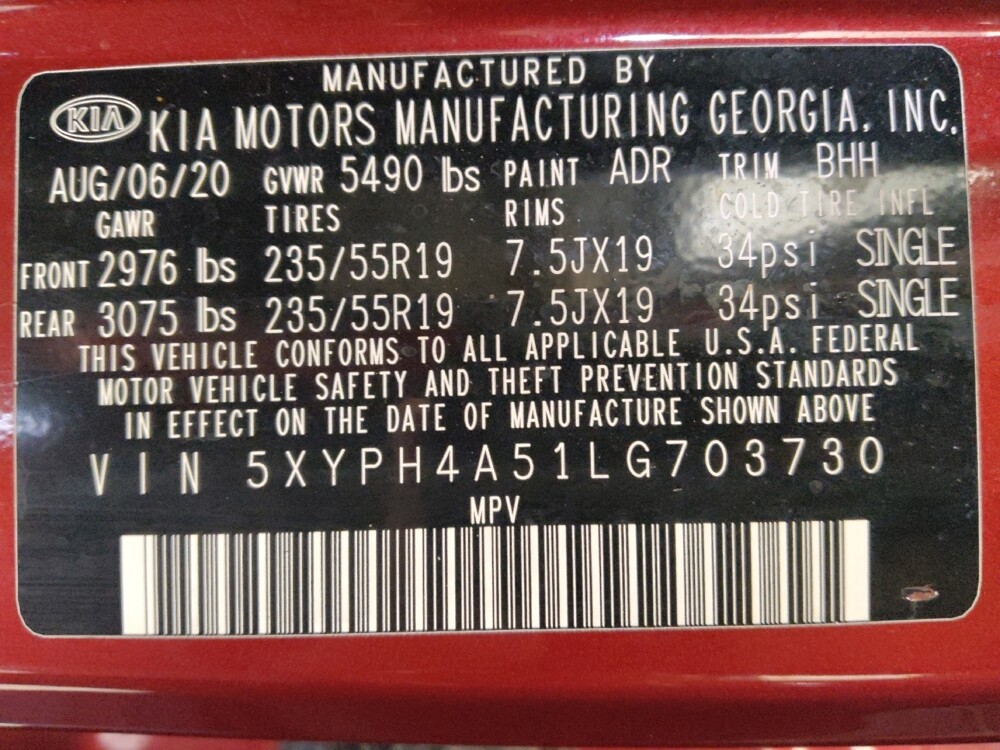 MANUFACTURED BY
KIA KIA MOTORS MANUFACTURING GEORGIA, INC.
AUG/06/20 GVWR 5490 lbs PAINT ADR TRIM BHH
GAWR TIRES RIMS COLD TIRE INFL
FRONT 2976 lbs 235/55R19 7.5JX19 34psi SINGLE
REAR 3075 lbs 235/55R19 7.5JX19 34psi SINGLE
THIS VEHICLE CONFORMS TO ALL APPLICABLE U.S.A. FEDERAL
MOTOR VEHICLE SAFETY AND THEFT PREVENTION STANDARDS
IN EFFECT ON THE DATE OF MANUFACTURE SHOWN ABOVE
VIN 5XYPH4A51LG703730
MPV